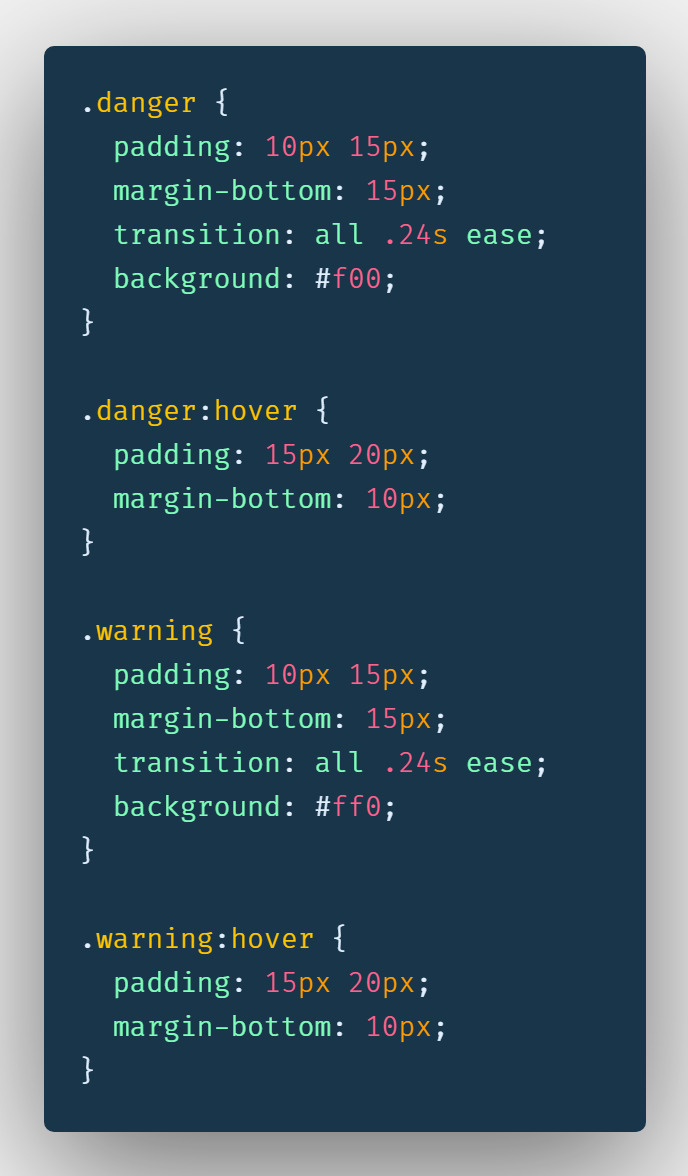 .danger {
  padding: 10px 15px;
  margin-bottom: 15px;
  transition: all .24s ease;
  background: #f00;
}

.danger:hover {
  padding: 15px 20px;
  margin-bottom: 10px;
}

.warning {
  padding: 10px 15px;
  margin-bottom: 15px;
  transition: all .24s ease;
  background: #ff0;
}

.warning:hover {
  padding: 15px 20px;
  margin-bottom: 10px;
}